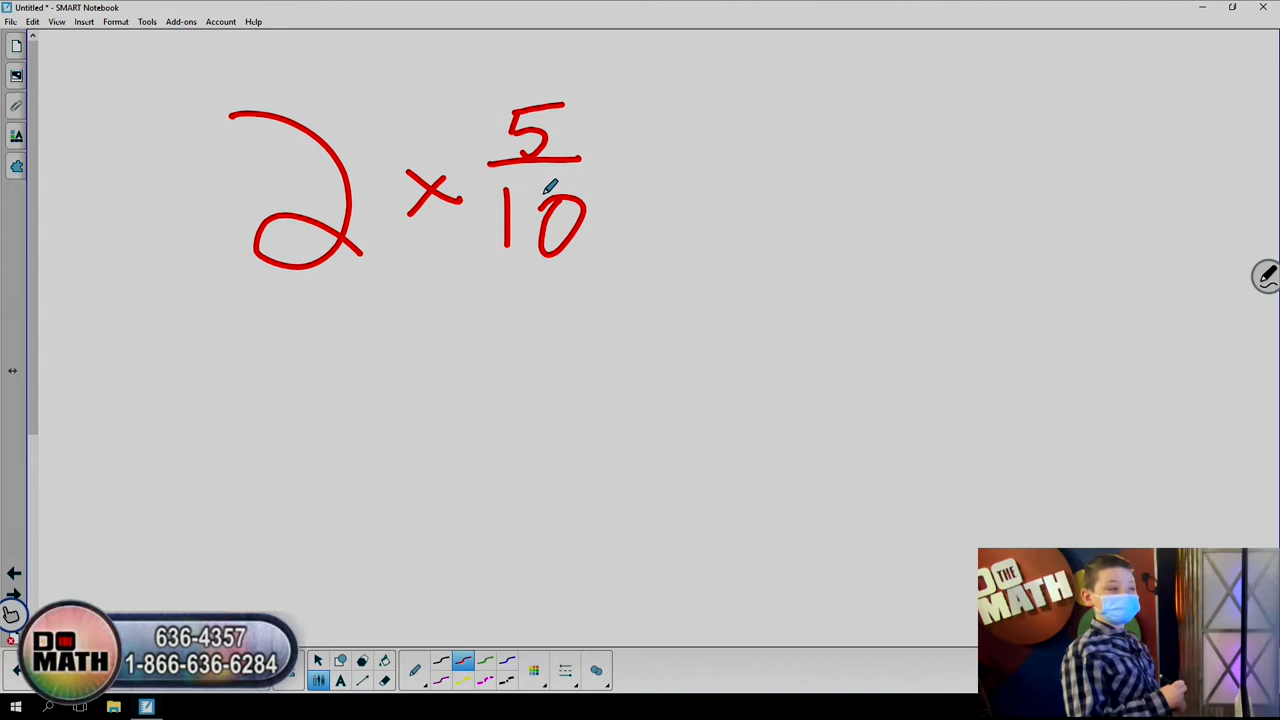 Untitled * - SMART Notebook
File Edit View Insert Format Tools Add-ons Account Help
5
2 × —
10
DO THE MATH
DO THE MATH
636-4357
1-866-636-6284